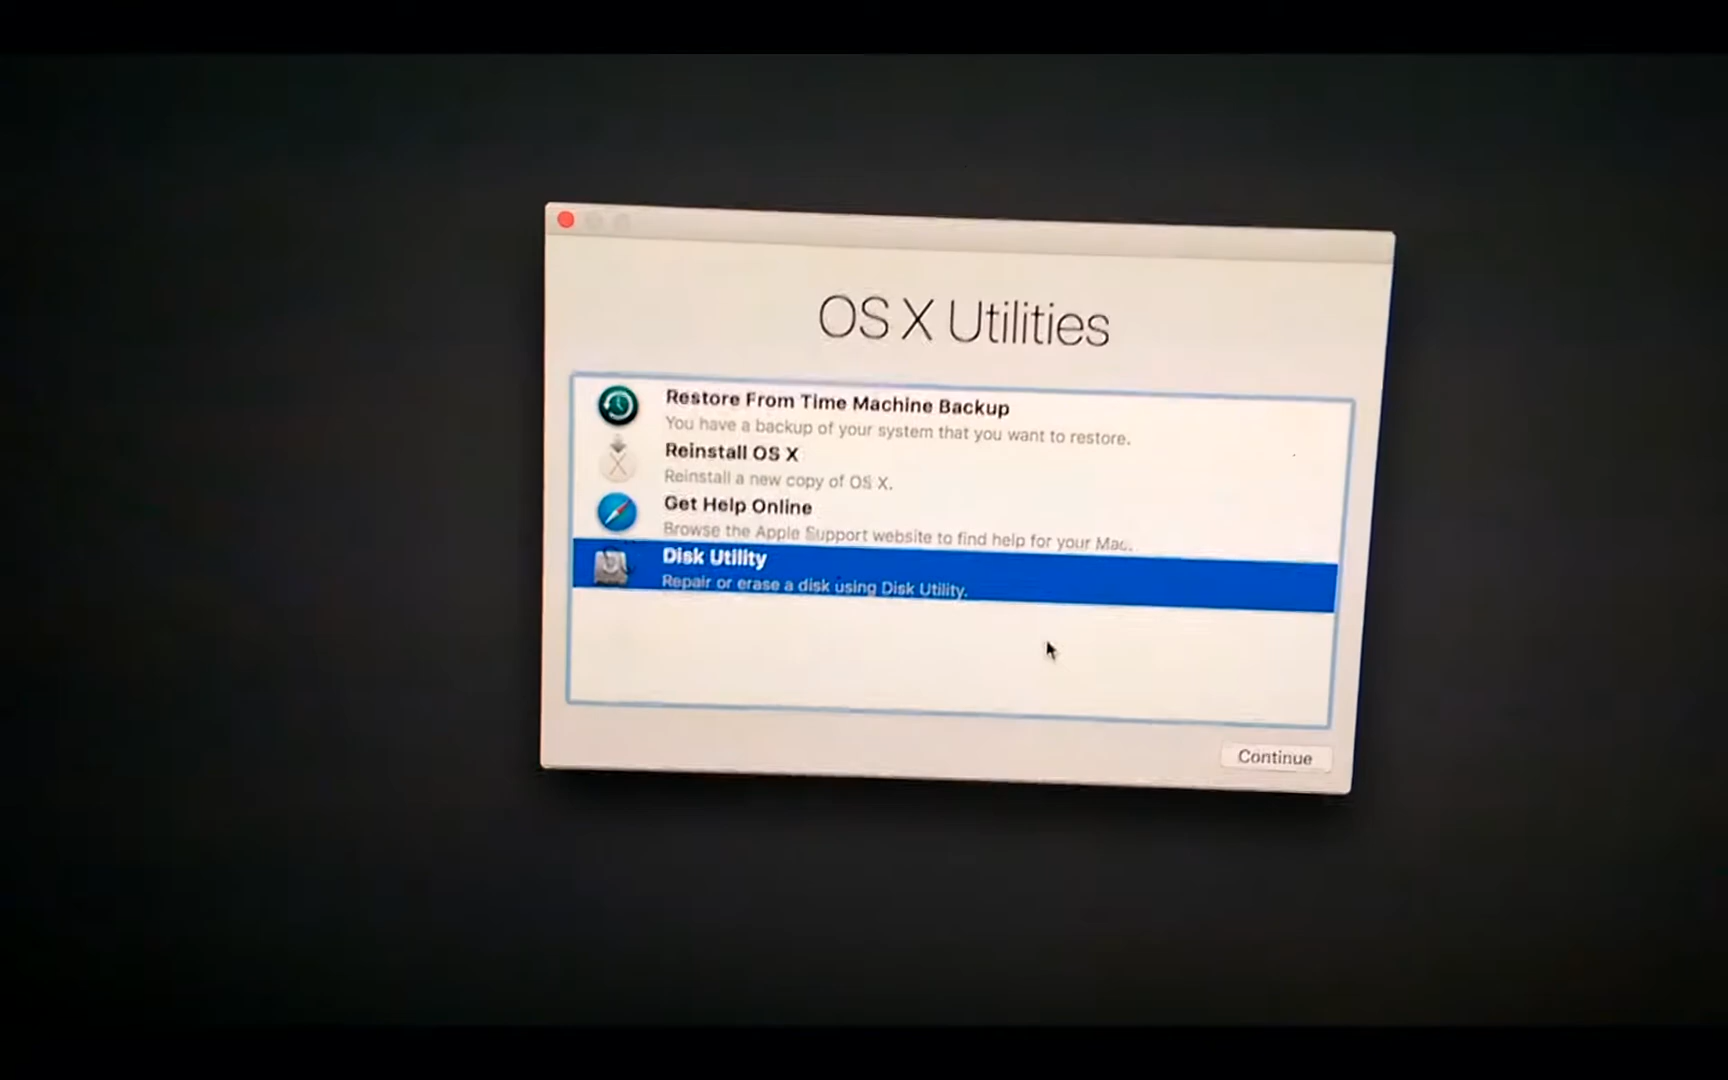 OS X Utilities
Restore From Time Machine Backup
You have a backup of your system that you want to restore.
Reinstall OS X
Reinstall a new copy of OS X.
Get Help Online
Browse the Apple Support website to find help for your Mac.
Disk Utility
Repair or erase a disk using Disk Utility.
Continue